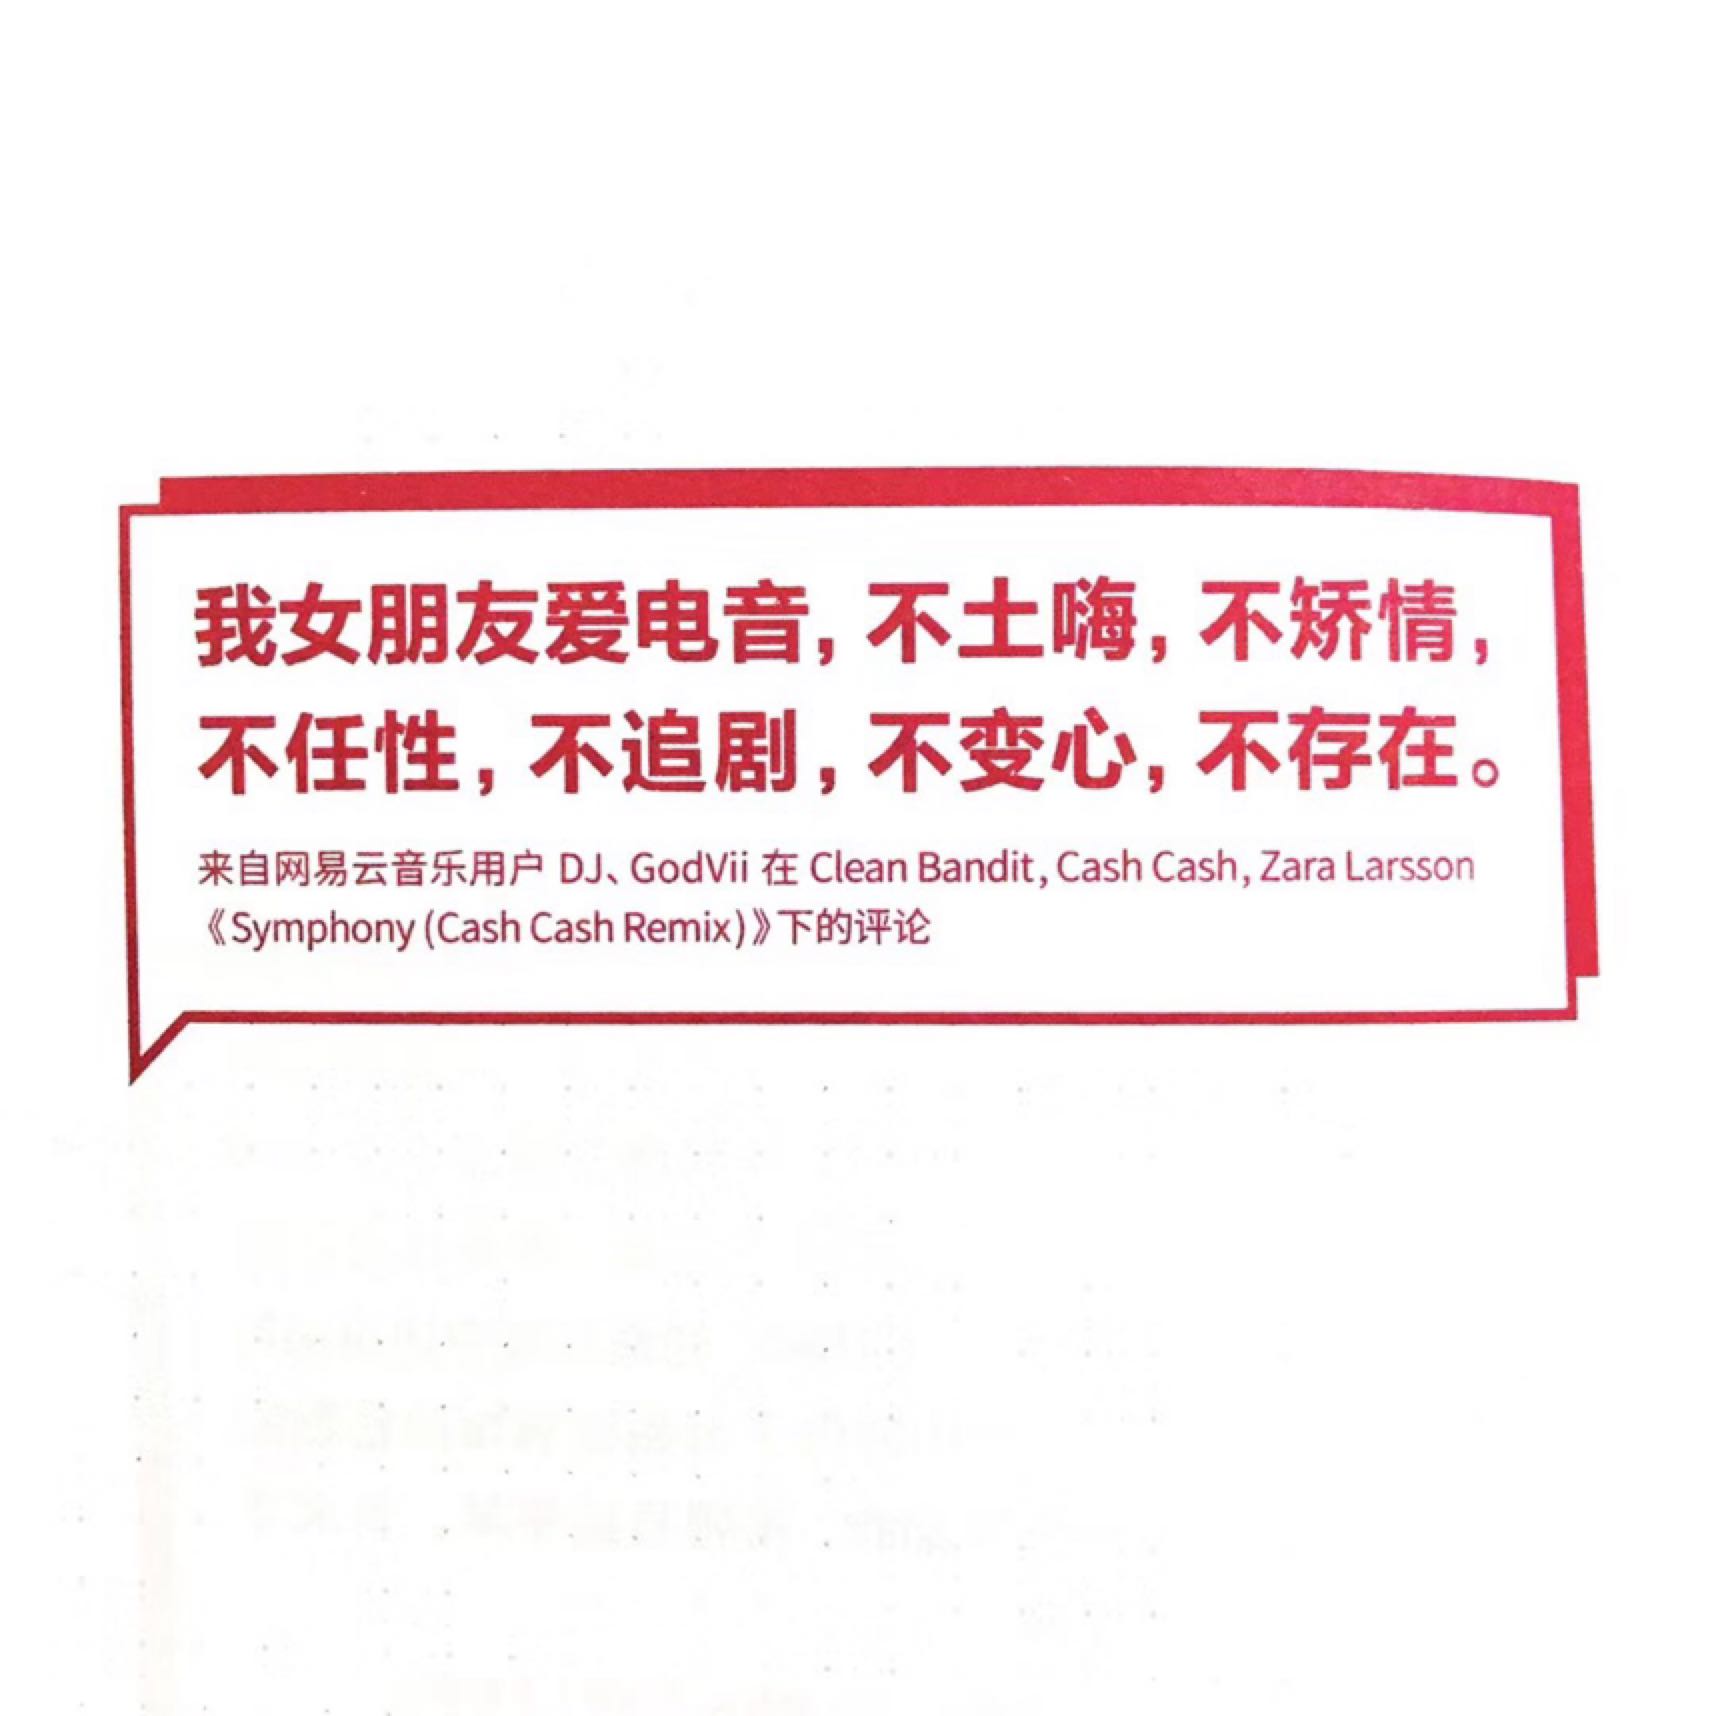 我女朋友爱电音，不土嗨，不矫情，
不任性，不追剧，不变心，不存在。
来自网易云音乐用户 DJ、GodVii 在 Clean Bandit, Cash Cash, Zara Larsson
《Symphony (Cash Cash Remix)》下的评论